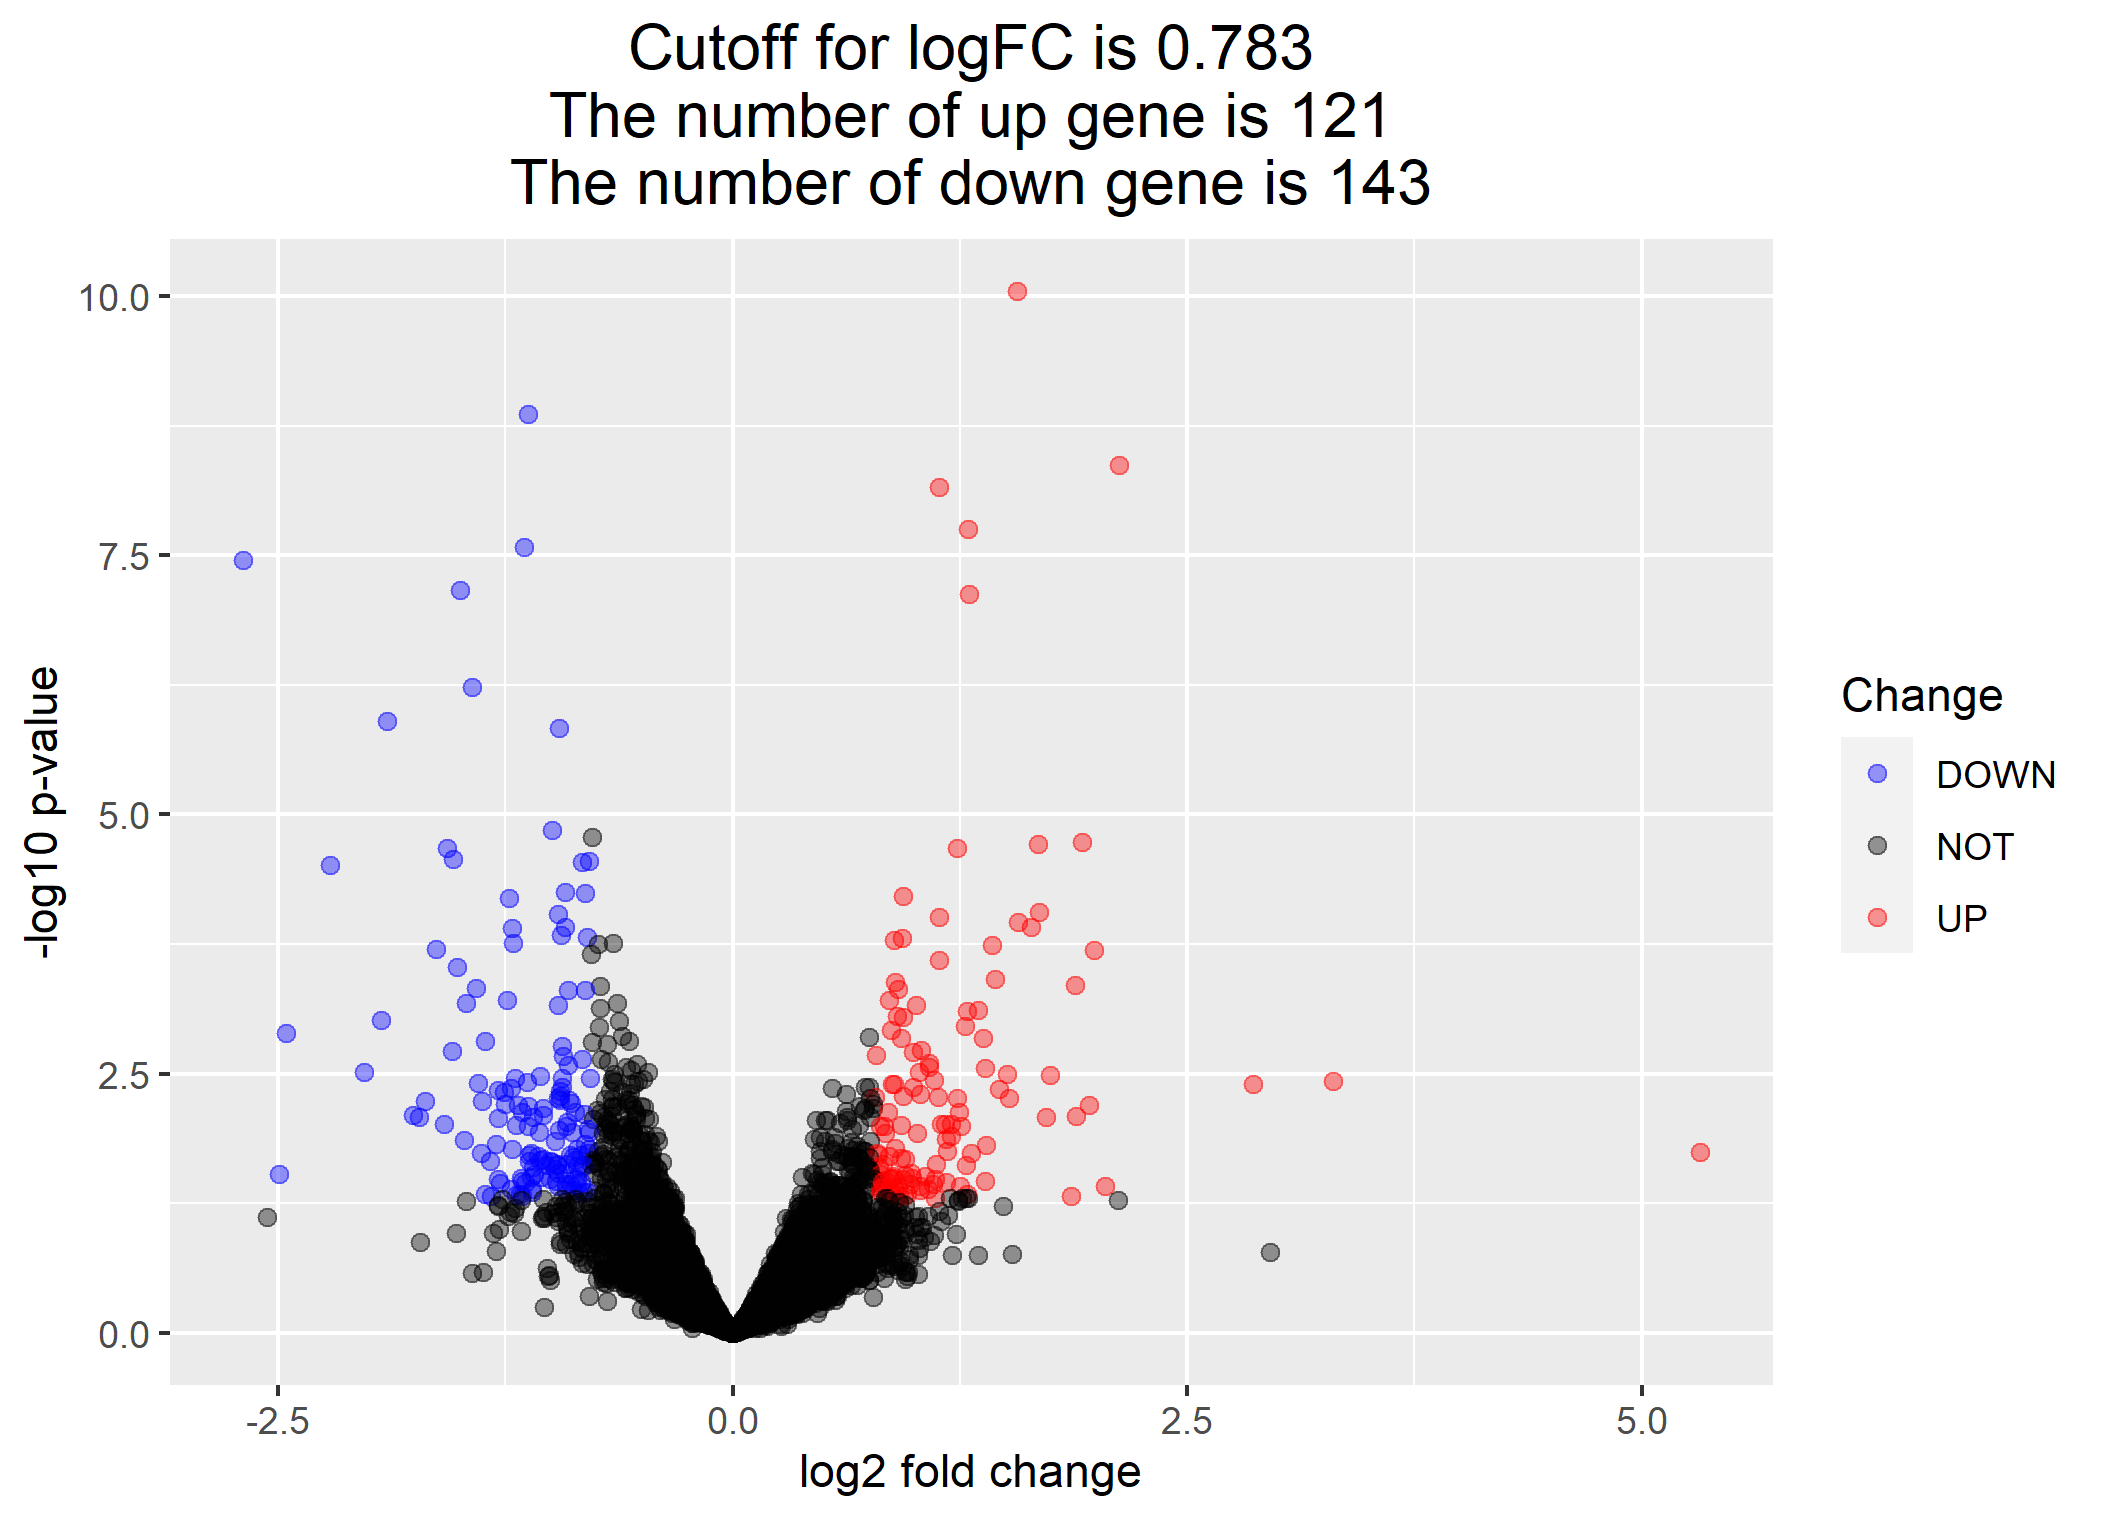 Cutoff for logFC is 0.783
The number of up gene is 121
The number of down gene is 143
10.0
7.5
5.0
2.5
0.0
-log10 p-value
-2.5
0.0
2.5
5.0
log2 fold change
Change
DOWN
NOT
UP